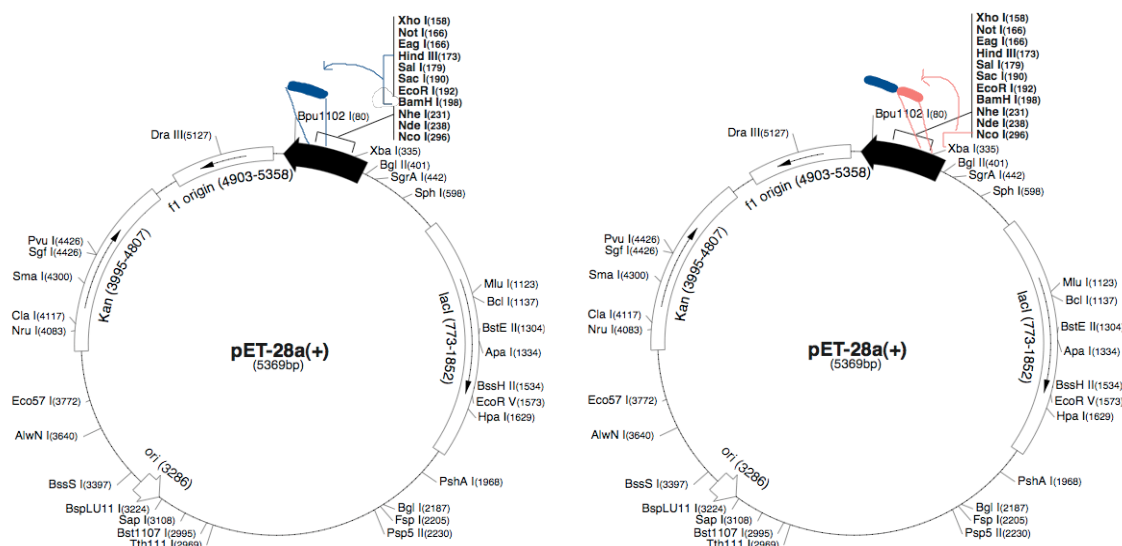 Xho I(158)
Not I(166)
Eag I(166)
Hind III(173)
Sal I(179)
Sac I(190)
EcoR I(192)
BamH I(198)
Nhe I(231)
Nde I(238)
Nco I(296)
Bpu1102 I(80)
Dra III(5127)
Xba I(335)
Bgl II(401)
SgrA I(442)
Sph I(598)
f1 origin (4903-5358)
Pvu I(4426)
Sgf I(4426)
Sma I(4300)
Kan (3995-4807)
Cla I(4117)
Nru I(4083)
Mlu I(1123)
Bcl I(1137)
lacI (773-1852)
BstE II(1304)
Apa I(1334)
pET-28a(+)
(5369bp)
BssH II(1534)
EcoR V(1573)
Hpa I(1629)
Eco57 I(3772)
AlwN I(3640)
ori (3286)
BssS I(3397)
PshA I(1968)
BspLU11 I(3224)
Sap I(3108)
Bst1107 I(2995)
Tth111 I(2969)
Bgl I(2187)
Fsp I(2205)
Psp5 II(2230)
Xho I(158)
Not I(166)
Eag I(166)
Hind III(173)
Sal I(179)
Sac I(190)
EcoR I(192)
BamH I(198)
Nhe I(231)
Nde I(238)
Nco I(296)
Bpu1102 I(80)
Dra III(5127)
Xba I(335)
Bgl II(401)
SgrA I(442)
Sph I(598)
f1 origin (4903-5358)
Pvu I(4426)
Sgf I(4426)
Sma I(4300)
Kan (3995-4807)
Cla I(4117)
Nru I(4083)
Mlu I(1123)
Bcl I(1137)
lacI (773-1852)
BstE II(1304)
Apa I(1334)
pET-28a(+)
(5369bp)
BssH II(1534)
EcoR V(1573)
Hpa I(1629)
Eco57 I(3772)
AlwN I(3640)
ori (3286)
BssS I(3397)
PshA I(1968)
BspLU11 I(3224)
Sap I(3108)
Bst1107 I(2995)
Tth111 I(2969)
Bgl I(2187)
Fsp I(2205)
Psp5 II(2230)